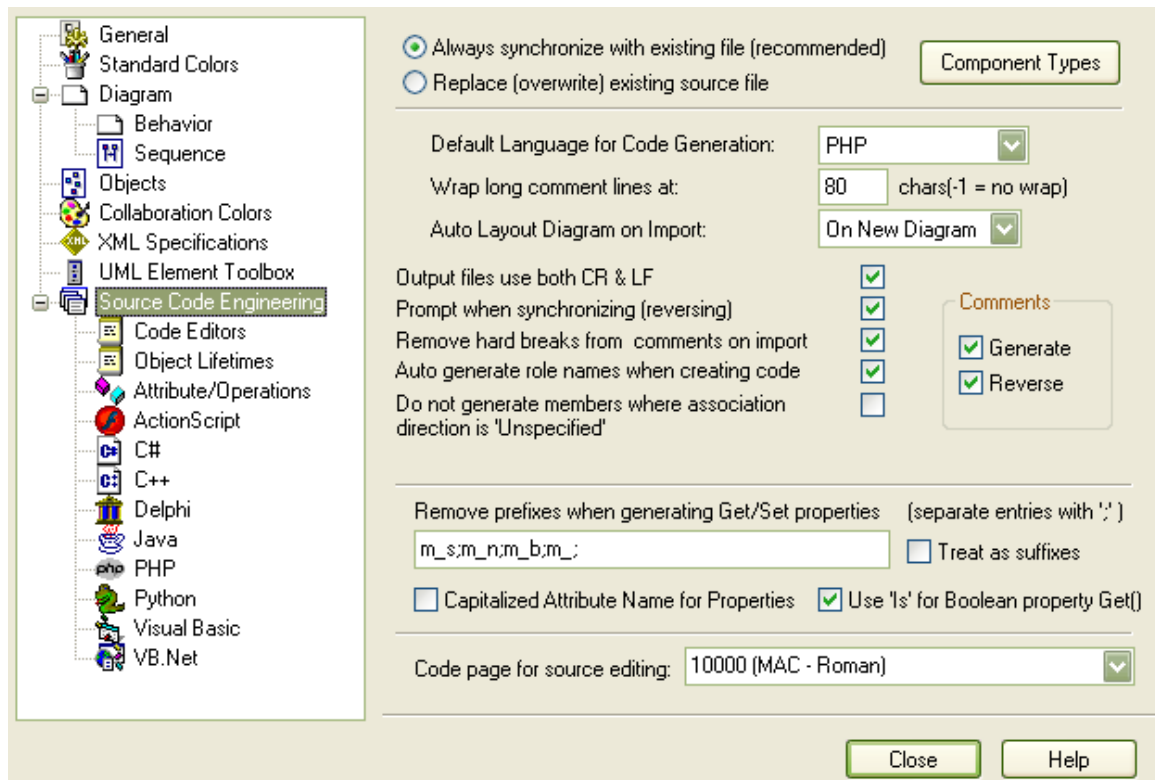 General
Standard Colors
Diagram
Behavior
Sequence
Objects
Collaboration Colors
XML Specifications
UML Element Toolbox
Source Code Engineering
Code Editors
Object Lifetimes
Attribute/Operations
ActionScript
C#
C++
Delphi
Java
php PHP
Python
Visual Basic
VB.Net
Always synchronize with existing file (recommended)
Replace (overwrite) existing source file
Component Types
Default Language for Code Generation: PHP
Wrap long comment lines at: 80 chars(-1 = no wrap)
Auto Layout Diagram on Import: On New Diagram
Output files use both CR & LF
Prompt when synchronizing (reversing)
Remove hard breaks from  comments on import
Auto generate role names when creating code
Do not generate members where association
direction is 'Unspecified'
Comments
Generate
Reverse
Remove prefixes when generating Get/Set properties (separate entries with ';' )
m_s;m_n;m_b;m_;
Treat as suffixes
Capitalized Attribute Name for Properties
Use 'Is' for Boolean property Get()
Code page for source editing: 10000 (MAC - Roman)
Close
Help